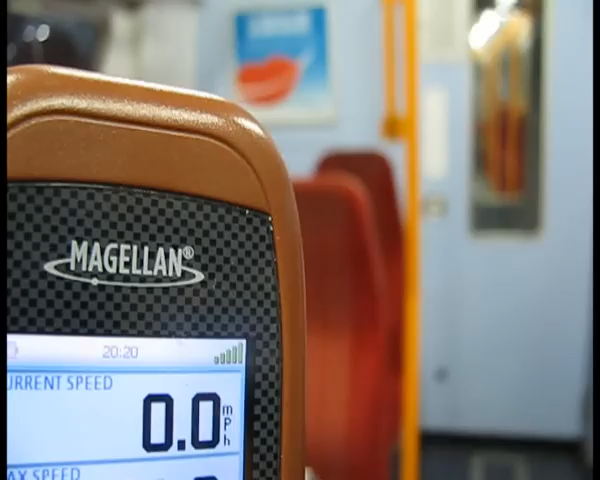 MAGELLAN®
20:20
URRENT SPEED
0.0 mph
AX SPEED